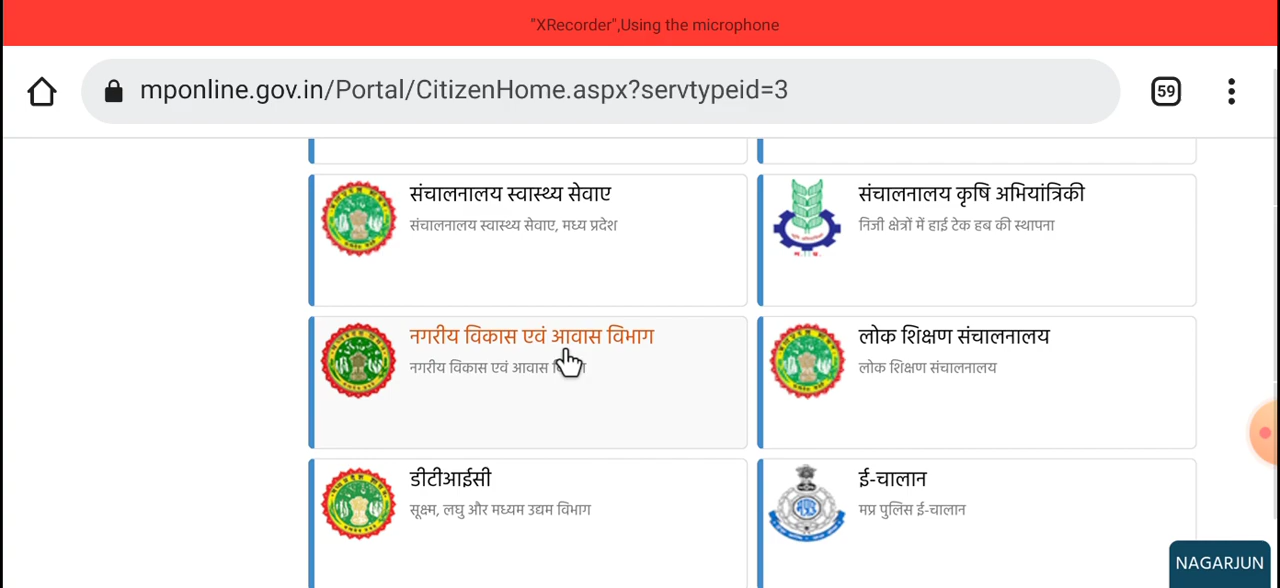 "XRecorder",Using the microphone
mponline.gov.in/Portal/CitizenHome.aspx?servtypeid=3
59
संचालनालय स्वास्थ्य सेवाए
संचालनालय स्वास्थ्य सेवाए, मध्य प्रदेश
संचालनालय कृषि अभियांत्रिकी
निजी क्षेत्रों में हाई टेक हब की स्थापना
नगरीय विकास एवं आवास विभाग
नगरीय विकास एवं आवास
लोक शिक्षण संचालनालय
लोक शिक्षण संचालनालय
डीटीआईसी
सूक्ष्म, लघु और मध्यम उद्यम विभाग
ई-चालान
मप्र पुलिस ई-चालान
NAGARJUN